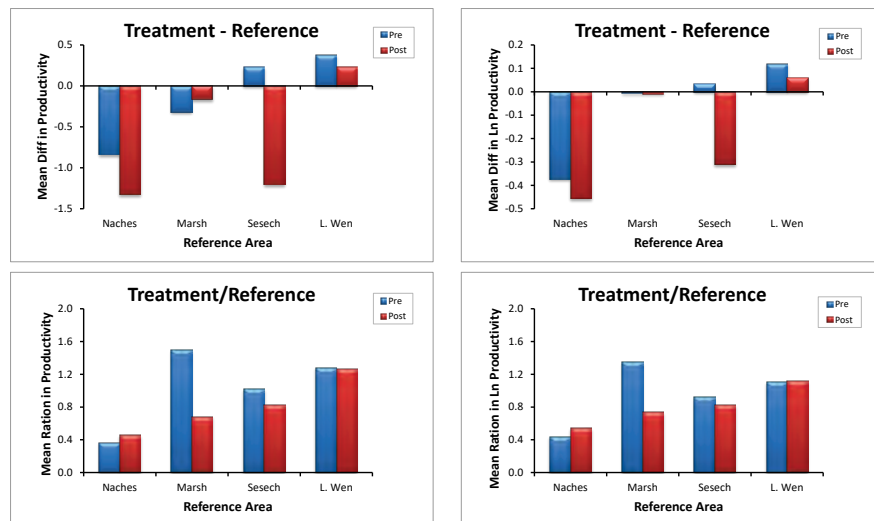 Treatment - Reference
Pre
Post
Mean Diff in Productivity
0.5
0.0
-0.5
-1.0
-1.5
Naches Marsh Sesech L. Wen
Reference Area
Treatment - Reference
Pre
Post
Mean Diff in Ln Productivity
0.2
0.1
0.0
-0.1
-0.2
-0.3
-0.4
-0.5
Naches Marsh Sesech L. Wen
Reference Area
Treatment/Reference
Pre
Post
Mean Ration in Productivity
2.0
1.6
1.2
0.8
0.4
0.0
Naches Marsh Sesech L. Wen
Reference Area
Treatment/Reference
Pre
Post
Mean Ration in Ln Productivity
2.0
1.6
1.2
0.8
0.4
0.0
Naches Marsh Sesech L. Wen
Reference Area